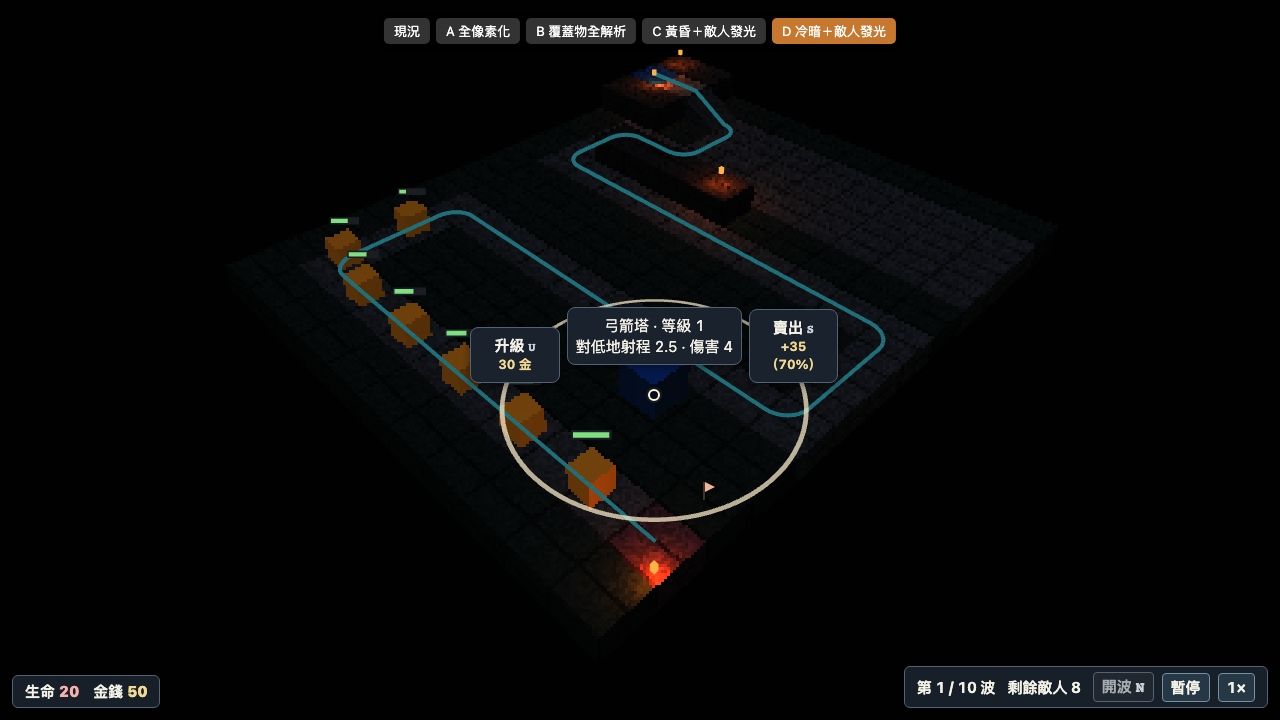 現況
A 全像素化
B 覆蓋物全解析
C 黃昏＋敵人發光
D 冷暗＋敵人發光
升級 U
30 金
弓箭塔 · 等級 1
對低地射程 2.5 · 傷害 4
賣出 S
+35
(70%)
生命 20 金錢 50
第 1 / 10 波 剩餘敵人 8 開波 N 暫停 1×